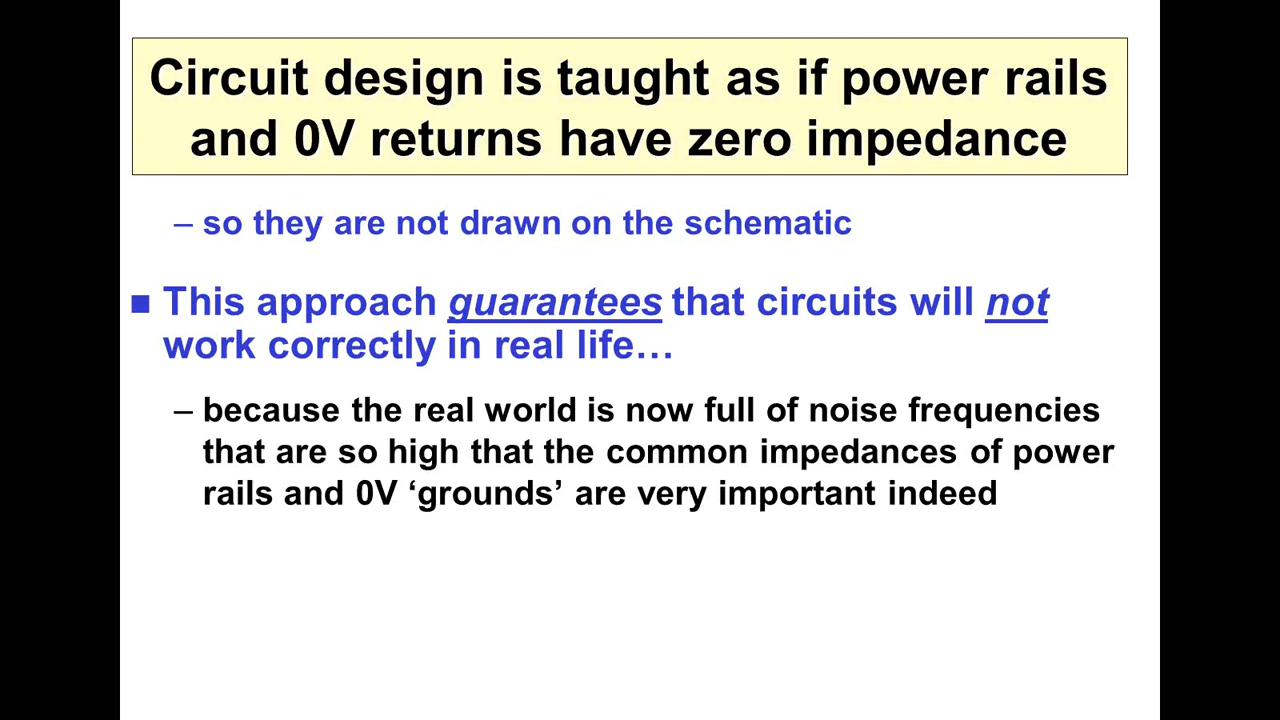 Circuit design is taught as if power rails
and 0V returns have zero impedance
– so they are not drawn on the schematic
■ This approach guarantees that circuits will not
work correctly in real life…
– because the real world is now full of noise frequencies
that are so high that the common impedances of power
rails and 0V ‘grounds’ are very important indeed